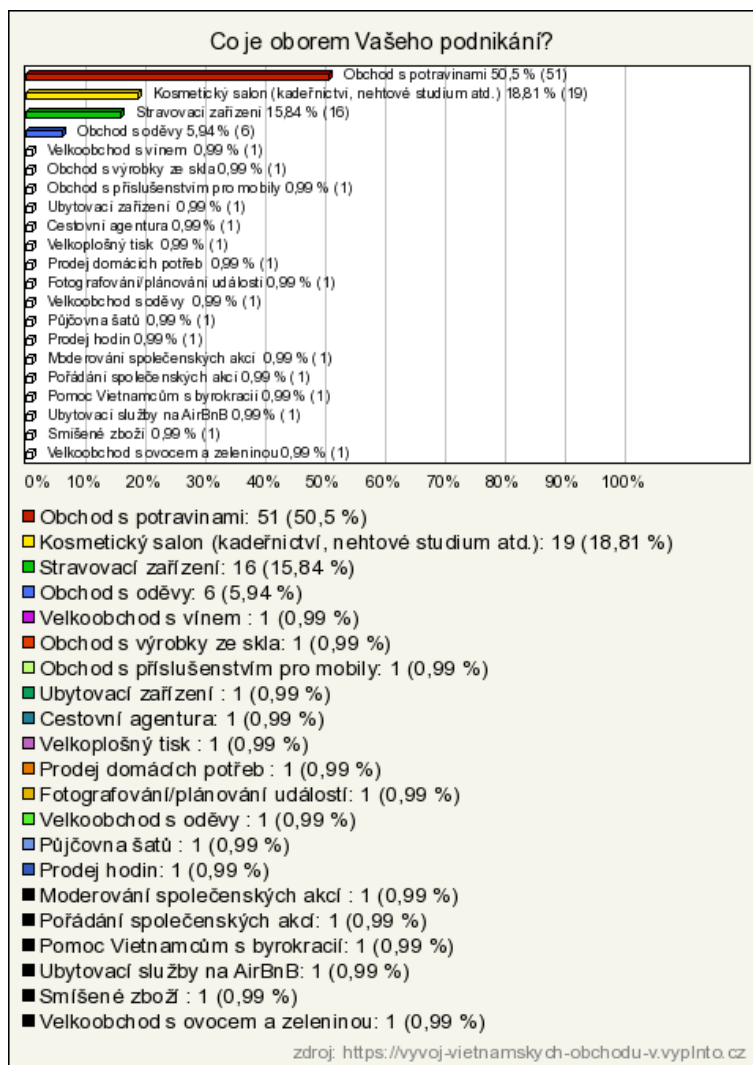 Co je oborem Vašeho podnikání?
Obchod s potravinami 50,5 % (51)
Kosmetický salon (kadeřnictví, nehtové studium atd.) 18,81 % (19)
Stravovací zařízení 15,84 % (16)
Obchod s oděvy 5,94 % (6)
Velkoobchod s vínem 0,99 % (1)
Obchod s výrobky ze skla 0,99 % (1)
Obchod s příslušenstvím pro mobily 0,99 % (1)
Ubytovací zařízení 0,99 % (1)
Cestovní agentura 0,99 % (1)
Velkoplošný tisk 0,99 % (1)
Prodej domácích potřeb 0,99 % (1)
Fotografování/plánování událostí 0,99 % (1)
Velkoobchod s oděvy 0,99 % (1)
Půjčovna šatů 0,99 % (1)
Prodej hodin 0,99 % (1)
Moderování společenských akcí 0,99 % (1)
Pořádání společenských akcí 0,99 % (1)
Pomoc Vietnamcům s byrokracií 0,99 % (1)
Ubytovací služby na AirBnB 0,99 % (1)
Smíšené zboží 0,99 % (1)
Velkoobchod s ovocem a zeleninou 0,99 % (1)
0% 10% 20% 30% 40% 50% 60% 70% 80% 90% 100%
Obchod s potravinami: 51 (50,5 %)
Kosmetický salon (kadeřnictví, nehtové studium atd.): 19 (18,81 %)
Stravovací zařízení: 16 (15,84 %)
Obchod s oděvy: 6 (5,94 %)
Velkoobchod s vínem : 1 (0,99 %)
Obchod s výrobky ze skla: 1 (0,99 %)
Obchod s příslušenstvím pro mobily: 1 (0,99 %)
Ubytovací zařízení : 1 (0,99 %)
Cestovní agentura: 1 (0,99 %)
Velkoplošný tisk : 1 (0,99 %)
Prodej domácích potřeb : 1 (0,99 %)
Fotografování/plánování událostí: 1 (0,99 %)
Velkoobchod s oděvy : 1 (0,99 %)
Půjčovna šatů : 1 (0,99 %)
Prodej hodin: 1 (0,99 %)
Moderování společenských akcí : 1 (0,99 %)
Pořádání společenských akcí: 1 (0,99 %)
Pomoc Vietnamcům s byrokracií: 1 (0,99 %)
Ubytovací služby na AirBnB: 1 (0,99 %)
Smíšené zboží : 1 (0,99 %)
Velkoobchod s ovocem a zeleninou: 1 (0,99 %)
zdroj: https://vyvoj-vietnamskych-obchodu-v.vyplnto.cz